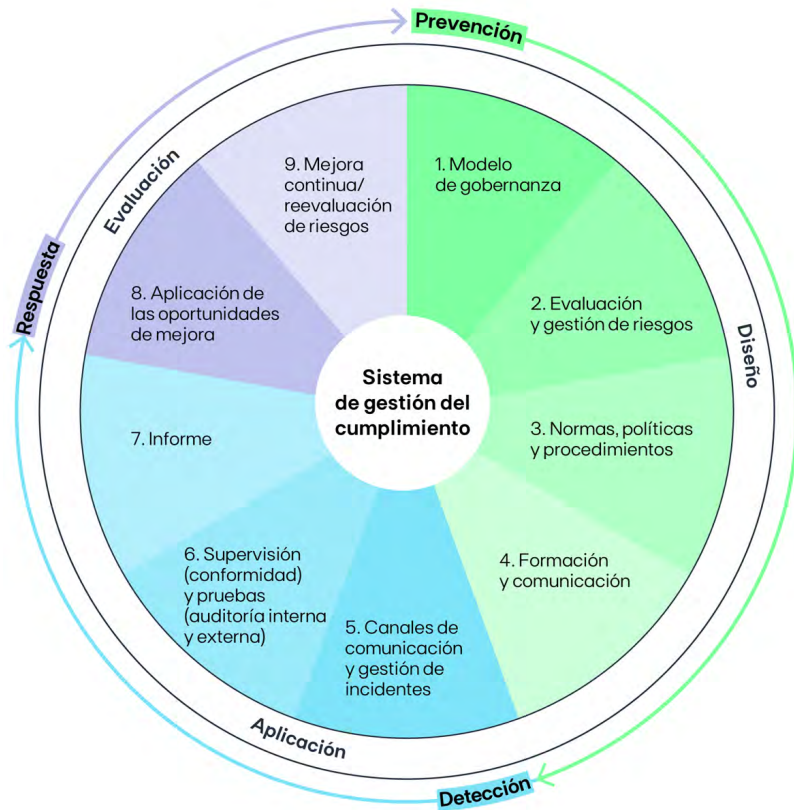 Prevención
9. Mejora
continua/
reevaluación
de riesgos
1. Modelo
de gobernanza
Evaluación
Respuesta
8. Aplicación de
las oportunidades
de mejora
2. Evaluación
y gestión de riesgos
Diseño
Sistema
de gestión del
cumplimiento
7. Informe
3. Normas, políticas
y procedimientos
6. Supervisión
(conformidad)
y pruebas
(auditoría interna
y externa)
4. Formación
y comunicación
5. Canales de
comunicación
y gestión de
incidentes
Aplicación
Detección